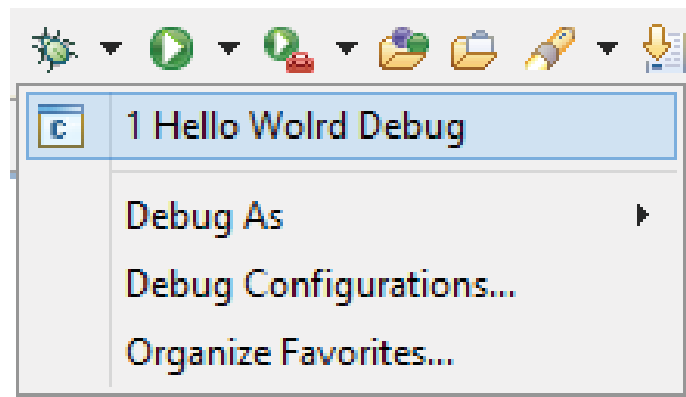 1 Hello Wolrd Debug
Debug As
Debug Configurations...
Organize Favorites...